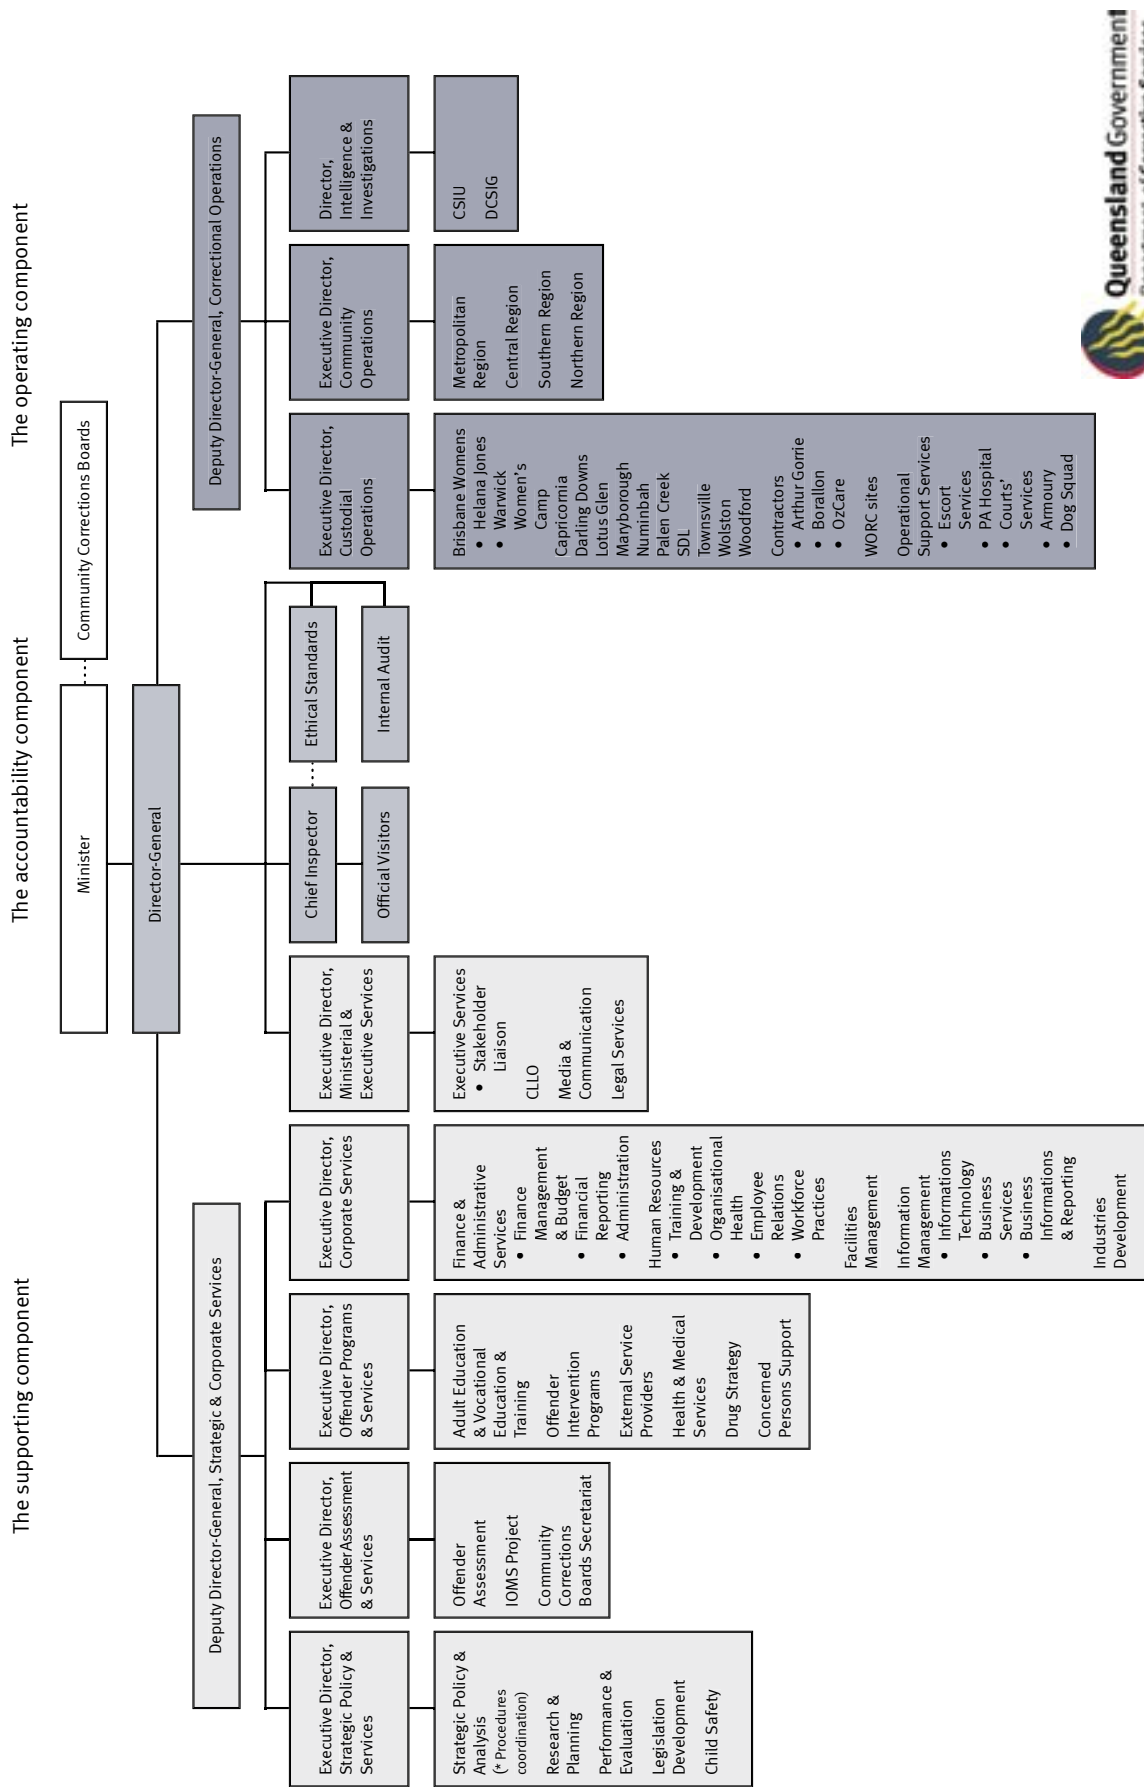 The supporting component
The accountability component
The operating component
Minister
Community Corrections Boards
Director-General
Deputy Director-General, Strategic & Corporate Services
Deputy Director-General, Correctional Operations
Executive Director,
Strategic Policy &
Services
Executive Director,
Offender Assessment
& Services
Executive Director,
Offender Programs
& Services
Executive Director,
Corporate Services
Executive Director,
Ministerial &
Executive Services
Chief Inspector
Official Visitors
Ethical Standards
Internal Audit
Executive Director,
Custodial
Operations
Executive Director,
Community
Operations
Director,
Intelligence &
Investigations
Strategic Policy &
Analysis
(* Procedures
coordination)
Research &
Planning
Performance &
Evaluation
Legislation
Development
Child Safety
Offender
Assessment
IOMS Project
Community
Corrections
Boards Secretariat
Adult Education
& Vocational
Education &
Training
Offender
Intervention
Programs
External Service
Providers
Health & Medical
Services
Drug Strategy
Concerned
Persons Support
Finance &
Administrative
Services
• Finance
Management
& Budget
• Financial
Reporting
• Administration
Human Resources
• Training &
Development
• Organisational
Health
• Employee
Relations
• Workforce
Practices
Facilities
Management
Information
Management
• Informations
Technology
• Business
Services
• Business
Informations
& Reporting
Industries
Development
Executive Services
• Stakeholder
Liaison
CLLO
Media &
Communication
Legal Services
Brisbane Womens
• Helana Jones
• Warwick
Women's
Camp
Capricornia
Darling Downs
Lotus Glen
Maryborough
Numinbah
Palen Creek
SDL
Townsville
Wolston
Woodford
Contractors
• Arthur Gorrie
• Borallon
• OzCare
WORC sites
Operational
Support Services
• Escort
Services
• PA Hospital
• Courts'
Services
• Armoury
• Dog Squad
Metropolitan
Region
Central Region
Southern Region
Northern Region
CSIU
DCSIG
Queensland Government